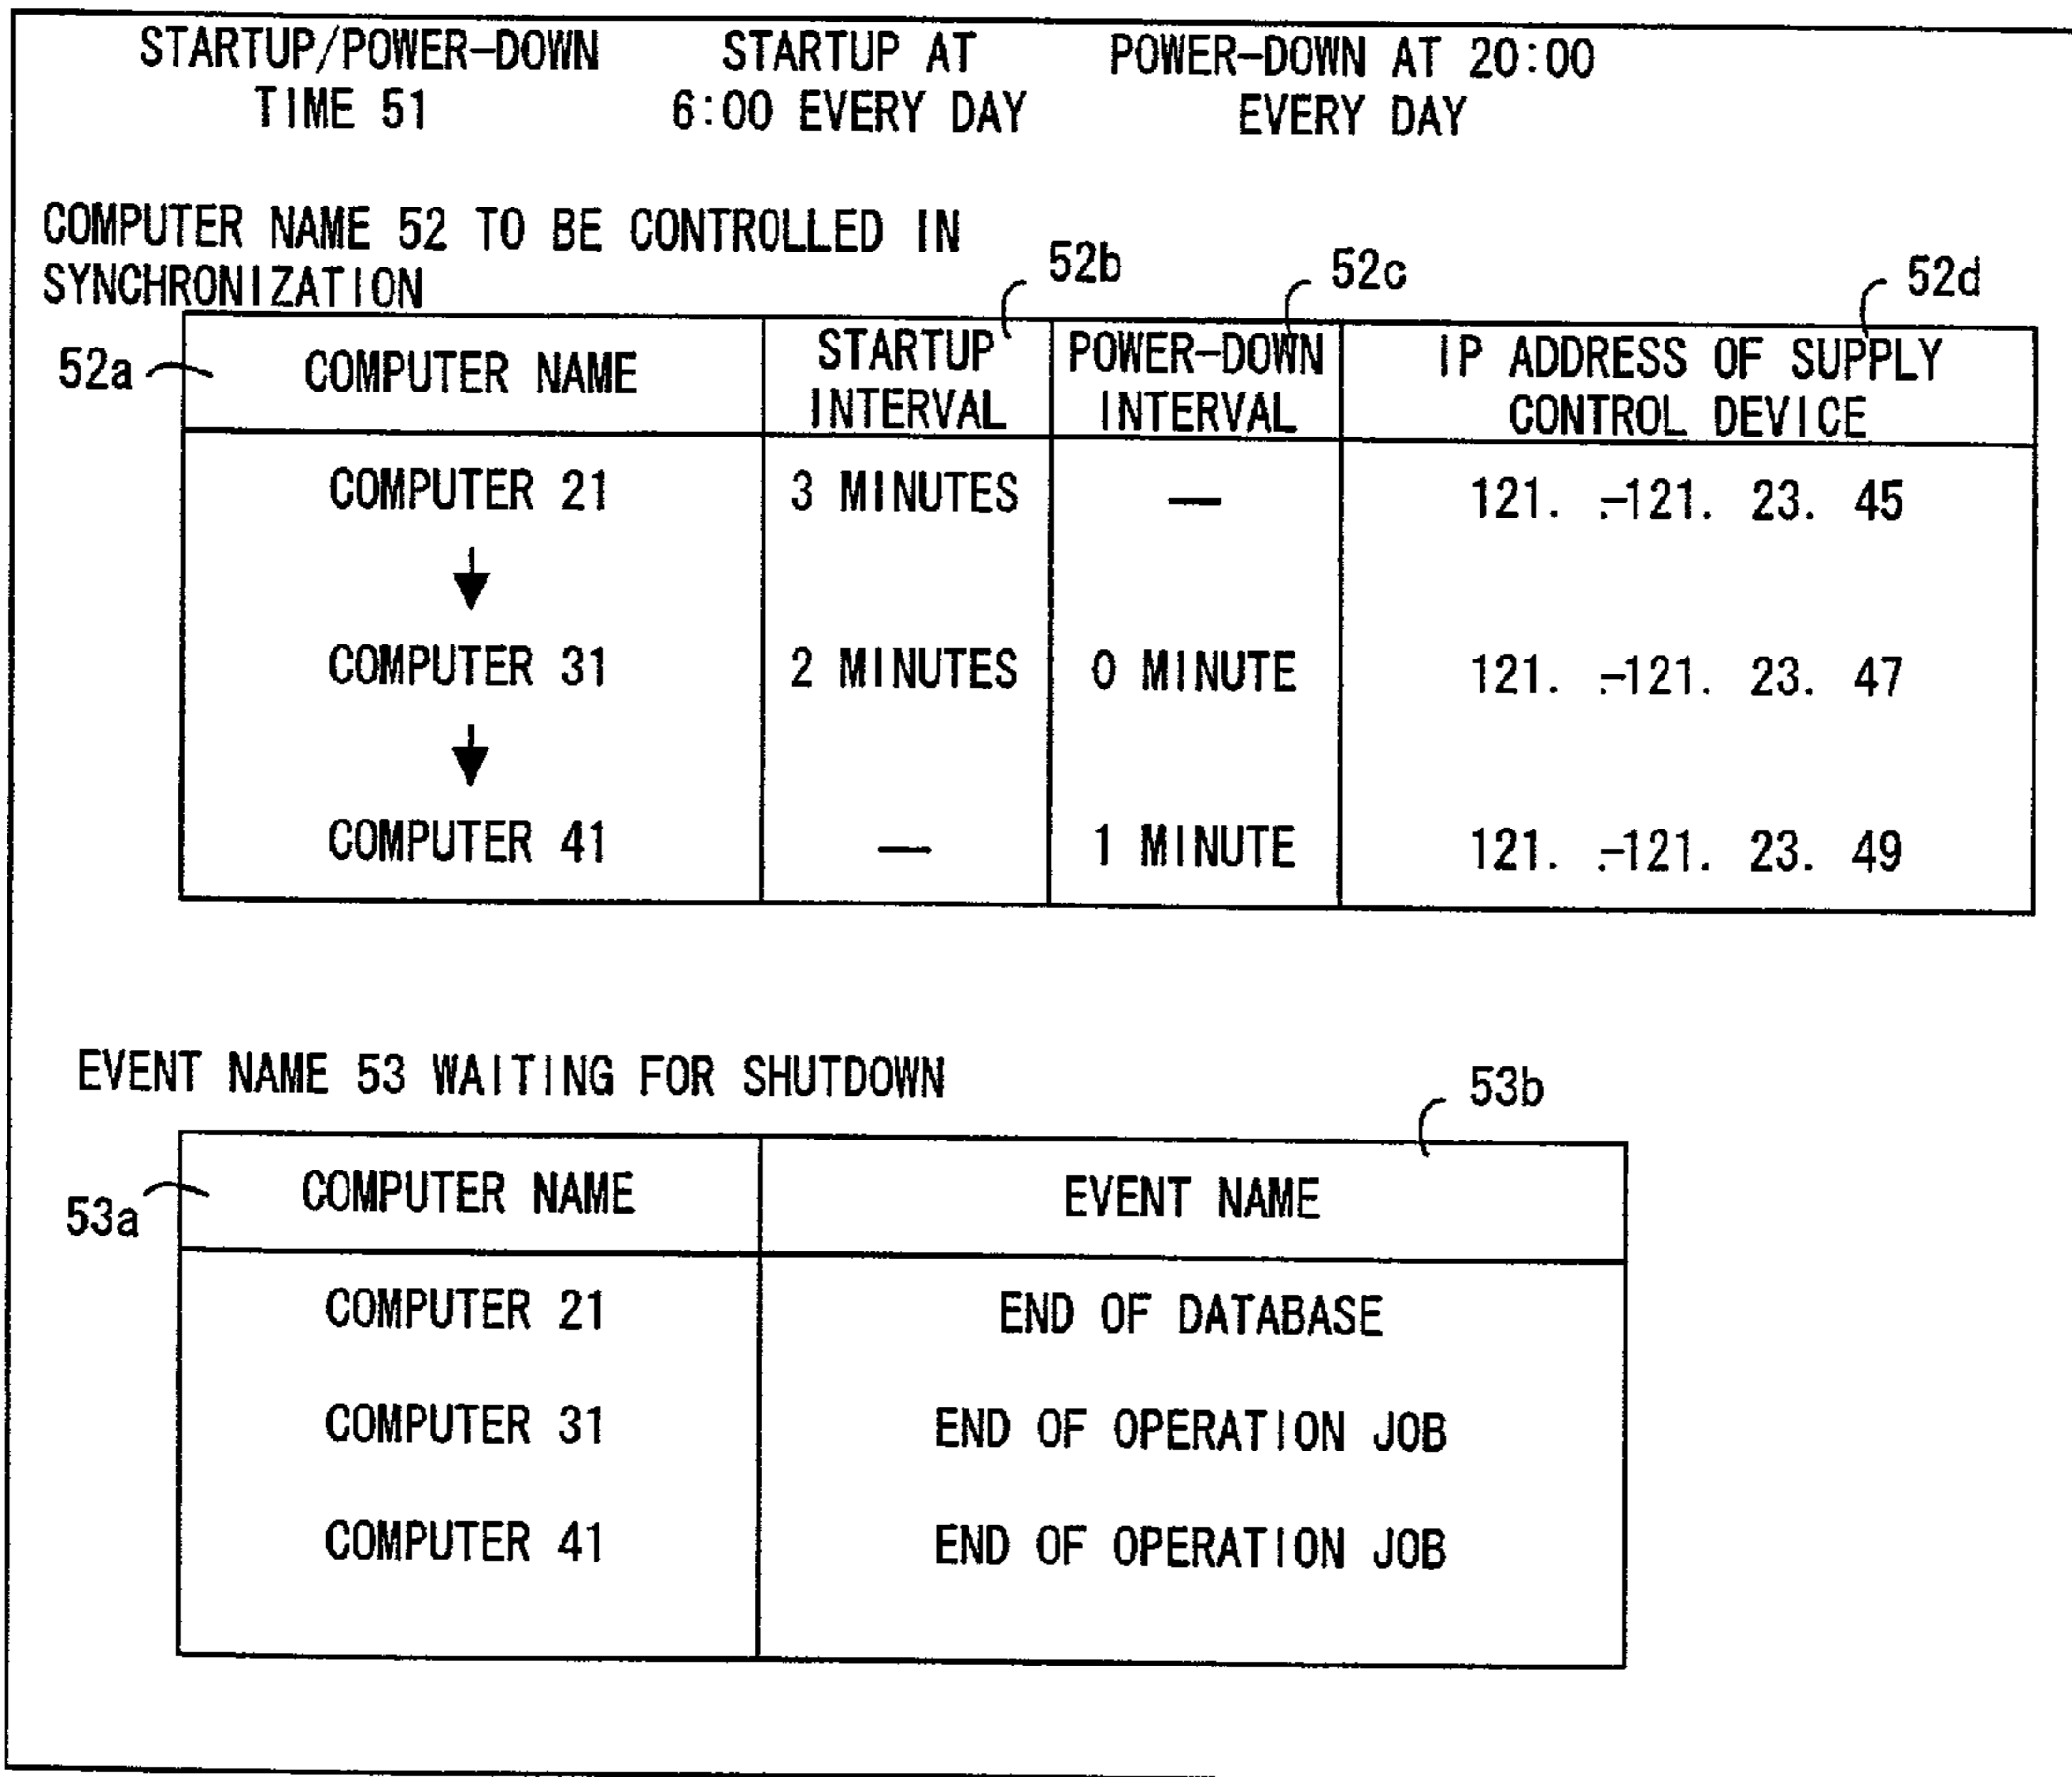 STARTUP/POWER-DOWN TIME 51
STARTUP AT 6:00 EVERY DAY
POWER-DOWN AT 20:00 EVERY DAY
COMPUTER NAME 52 TO BE CONTROLLED IN
SYNCHRONIZATION
52b
52c
52d
52a
COMPUTER NAME
STARTUP INTERVAL
POWER-DOWN INTERVAL
IP ADDRESS OF SUPPLY CONTROL DEVICE
COMPUTER 21 3 MINUTES — 121. .-121. 23. 45
COMPUTER 31 2 MINUTES 0 MINUTE 121. .-121. 23. 47
COMPUTER 41 — 1 MINUTE 121. .-121. 23. 49
EVENT NAME 53 WAITING FOR SHUTDOWN
53b
53a
COMPUTER NAME EVENT NAME
COMPUTER 21 END OF DATABASE
COMPUTER 31 END OF OPERATION JOB
COMPUTER 41 END OF OPERATION JOB